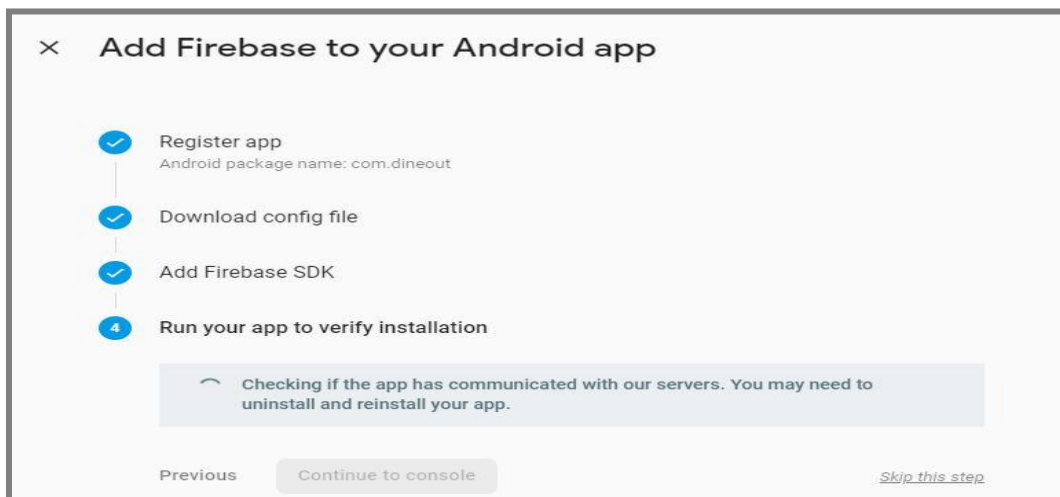 Add Firebase to your Android app
Register app
Android package name: com.dineout
Download config file
Add Firebase SDK
4 Run your app to verify installation
Checking if the app has communicated with our servers. You may need to
uninstall and reinstall your app.
Previous Continue to console Skip this step